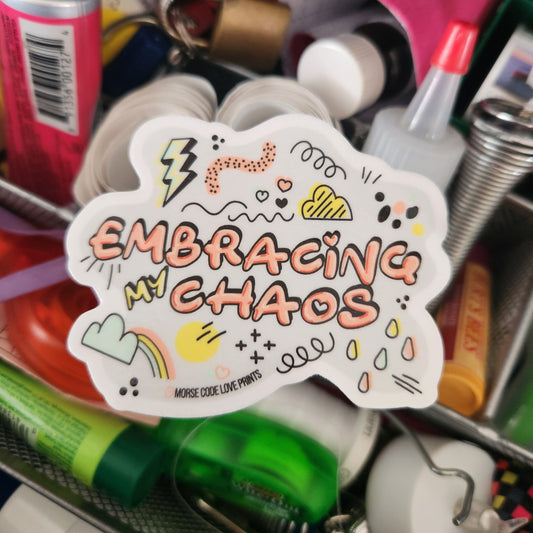 EMBRACING
MY CHAOS
MORSE CODE LOVE PRINTS